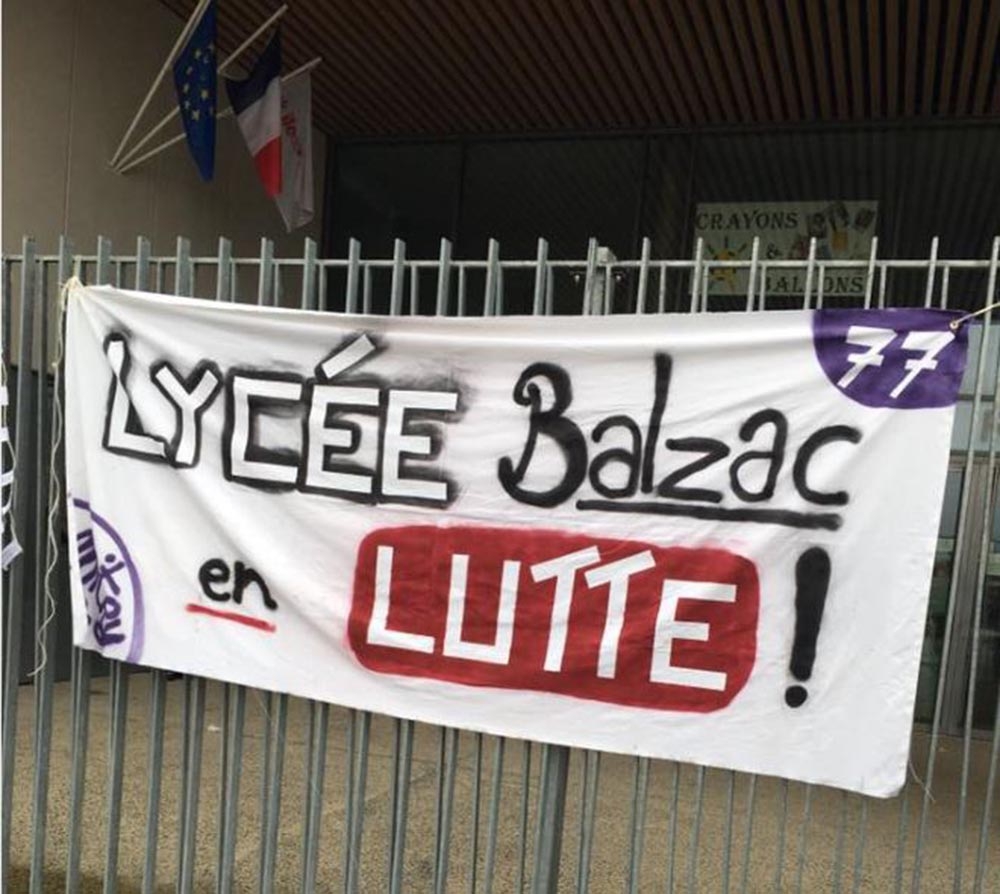 CRAYONS
&
BALLONS
77
LYCÉE Balzac
en LUTTE !